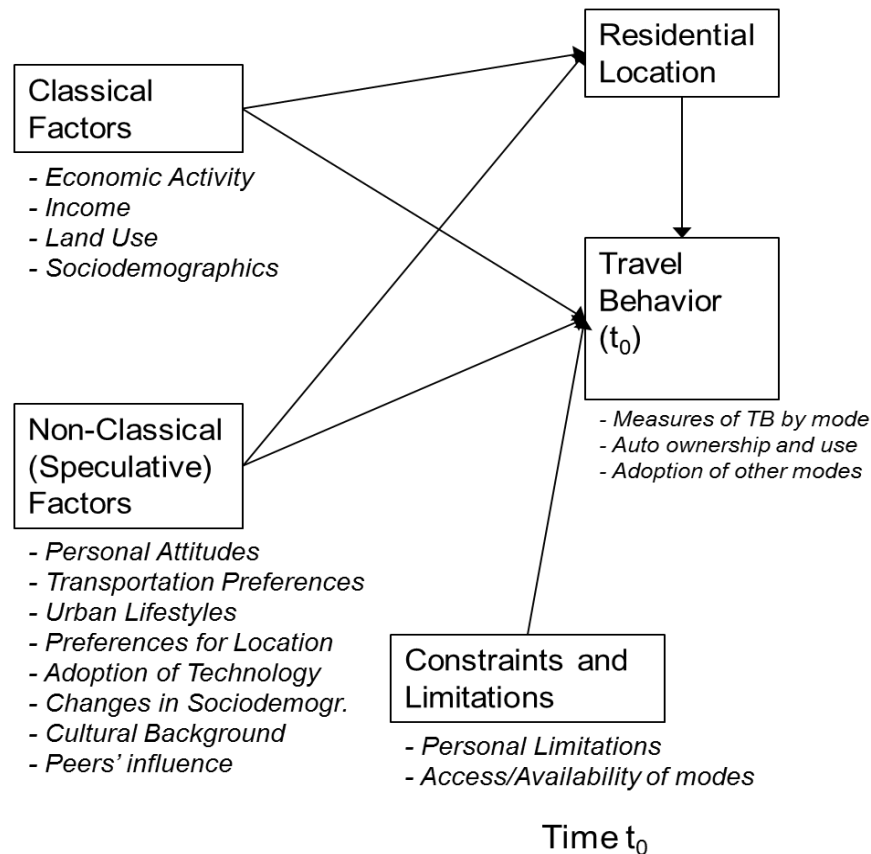 Residential
Location
Classical
Factors
- Economic Activity
- Income
- Land Use
- Sociodemographics
Travel
Behavior
(t₀)
- Measures of TB by mode
- Auto ownership and use
- Adoption of other modes
Non-Classical
(Speculative)
Factors
- Personal Attitudes
- Transportation Preferences
- Urban Lifestyles
- Preferences for Location
- Adoption of Technology
- Changes in Sociodemogr.
- Cultural Background
- Peers’ influence
Constraints and
Limitations
- Personal Limitations
- Access/Availability of modes
Time t₀